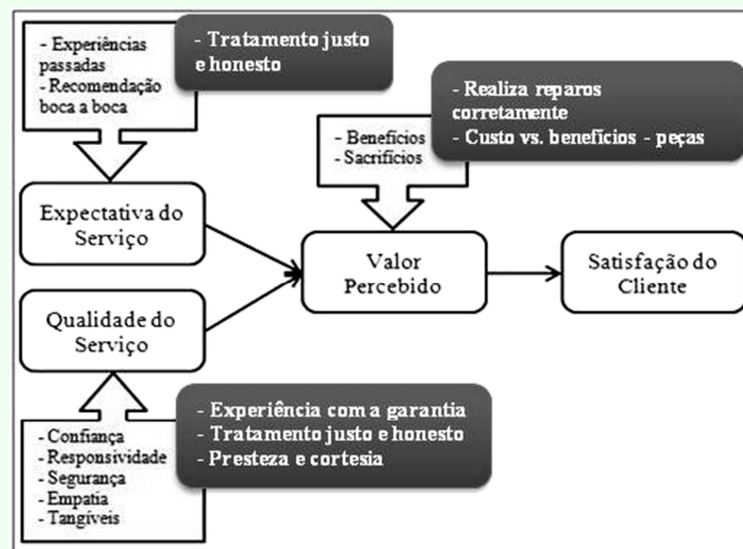 - Experiências
passadas
- Recomendação
boca a boca
- Tratamento justo
e honesto
- Benefícios
- Sacrifícios
- Realiza reparos
corretamente
- Custo vs. benefícios - peças
Expectativa do
Serviço
Valor
Percebido
Satisfação do
Cliente
Qualidade do
Serviço
- Confiança
- Responsividade
- Segurança
- Empatia
- Tangíveis
- Experiência com a garantia
- Tratamento justo e honesto
- Presteza e cortesia